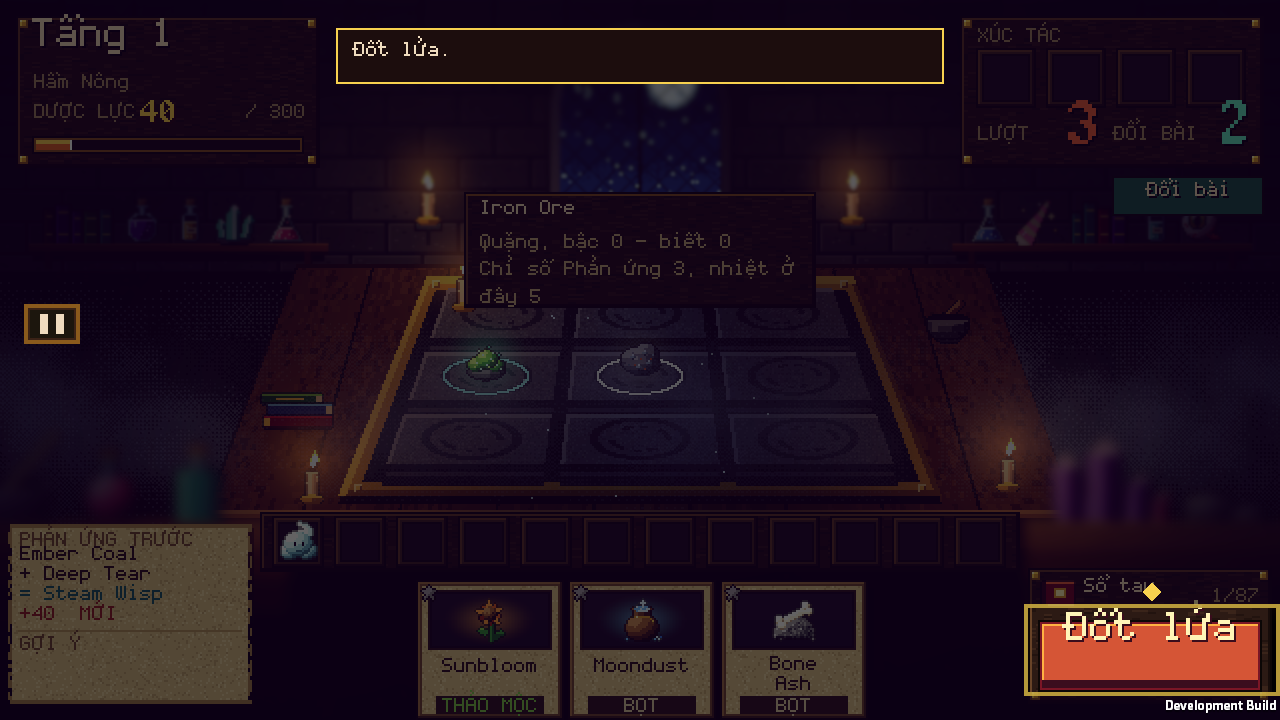 Tầng 1
Hầm Nông
DƯỢC LỰC 40 / 300
Đốt lửa.
XÚC TÁC
LƯỢT 3 ĐỔI BÀI 2
Đổi bài
Iron Ore
Quặng, bậc 0 – biết 0
Chỉ số Phản ứng 3, nhiệt ở
đây 5
PHẢN ỨNG TRƯỚC
Ember Coal
+ Deep Tear
= Steam Wisp
+40 MỚI
GỢI Ý
Sunbloom
THẢO MỘC
Moondust
BỘT
Bone
Ash
BỘT
Sổ tay
1/87
Đốt lửa
Development Build